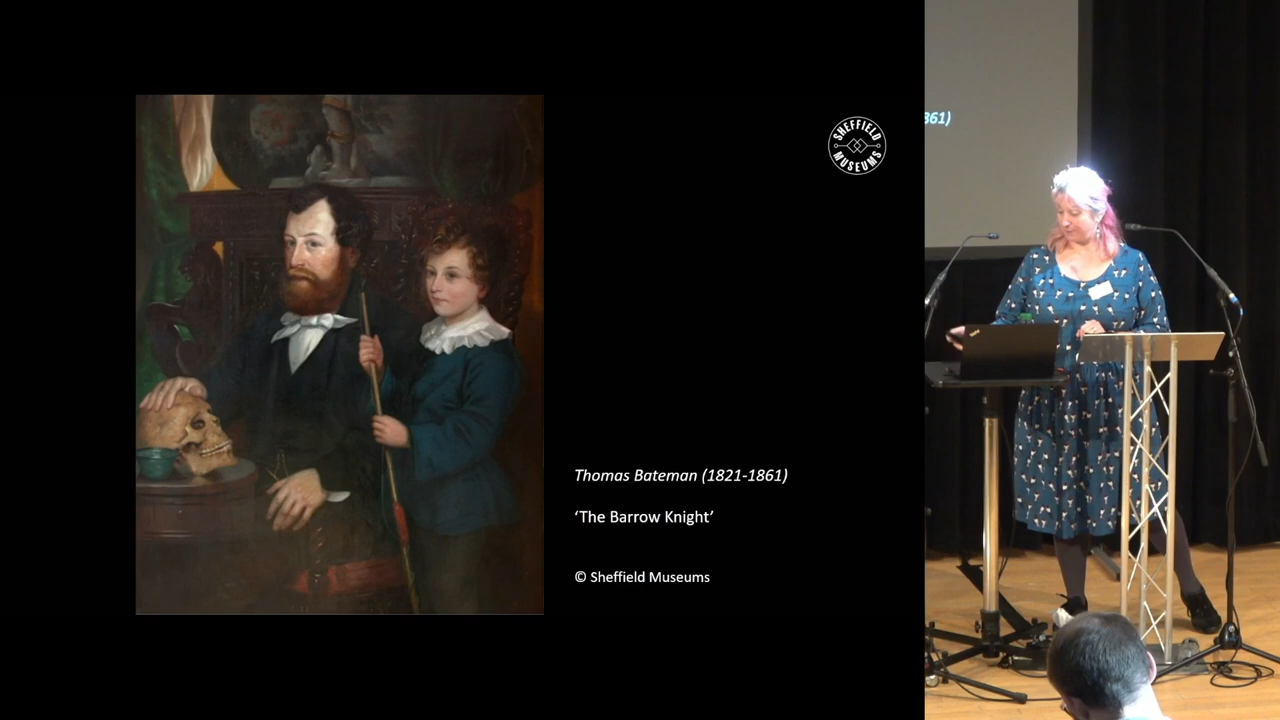 SHEFFIELD
MUSEUMS
Thomas Bateman (1821-1861)
‘The Barrow Knight’
© Sheffield Museums
861)